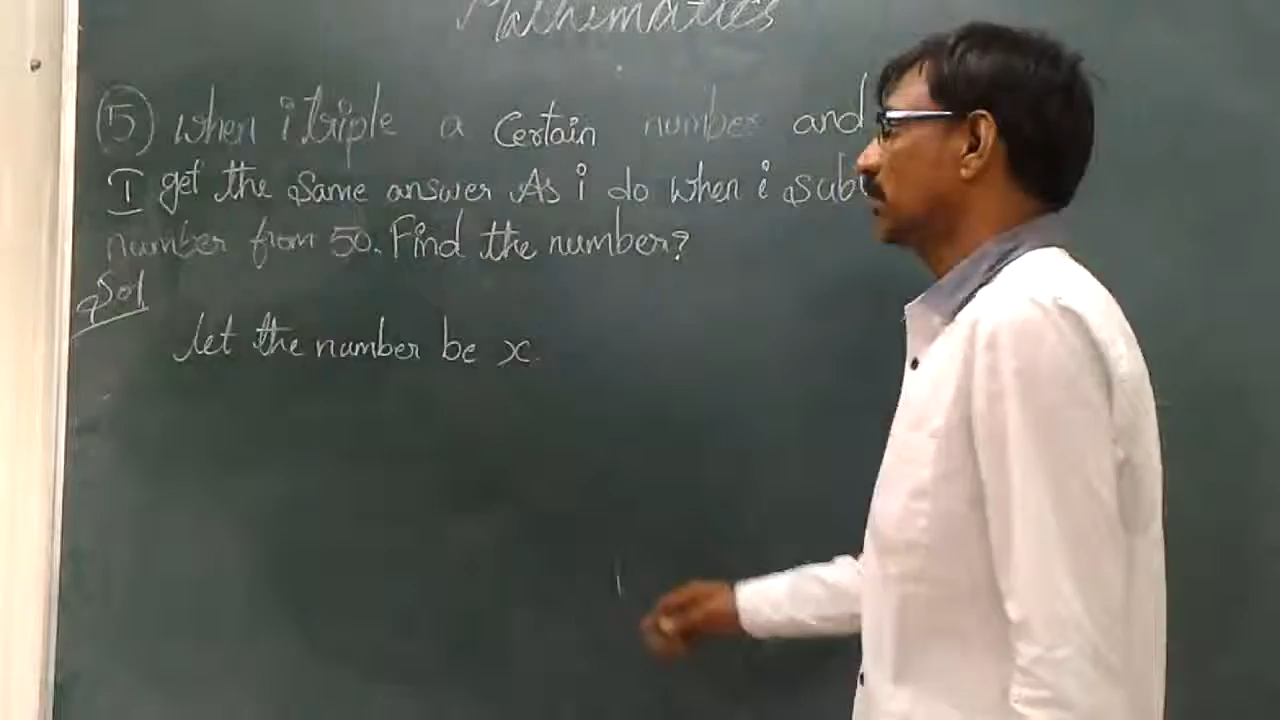 Mathematics
5 When i triple a Certain number and
I get the Same answer As i do when i sub
number from 50. Find the number?
Sol
let the number be x.